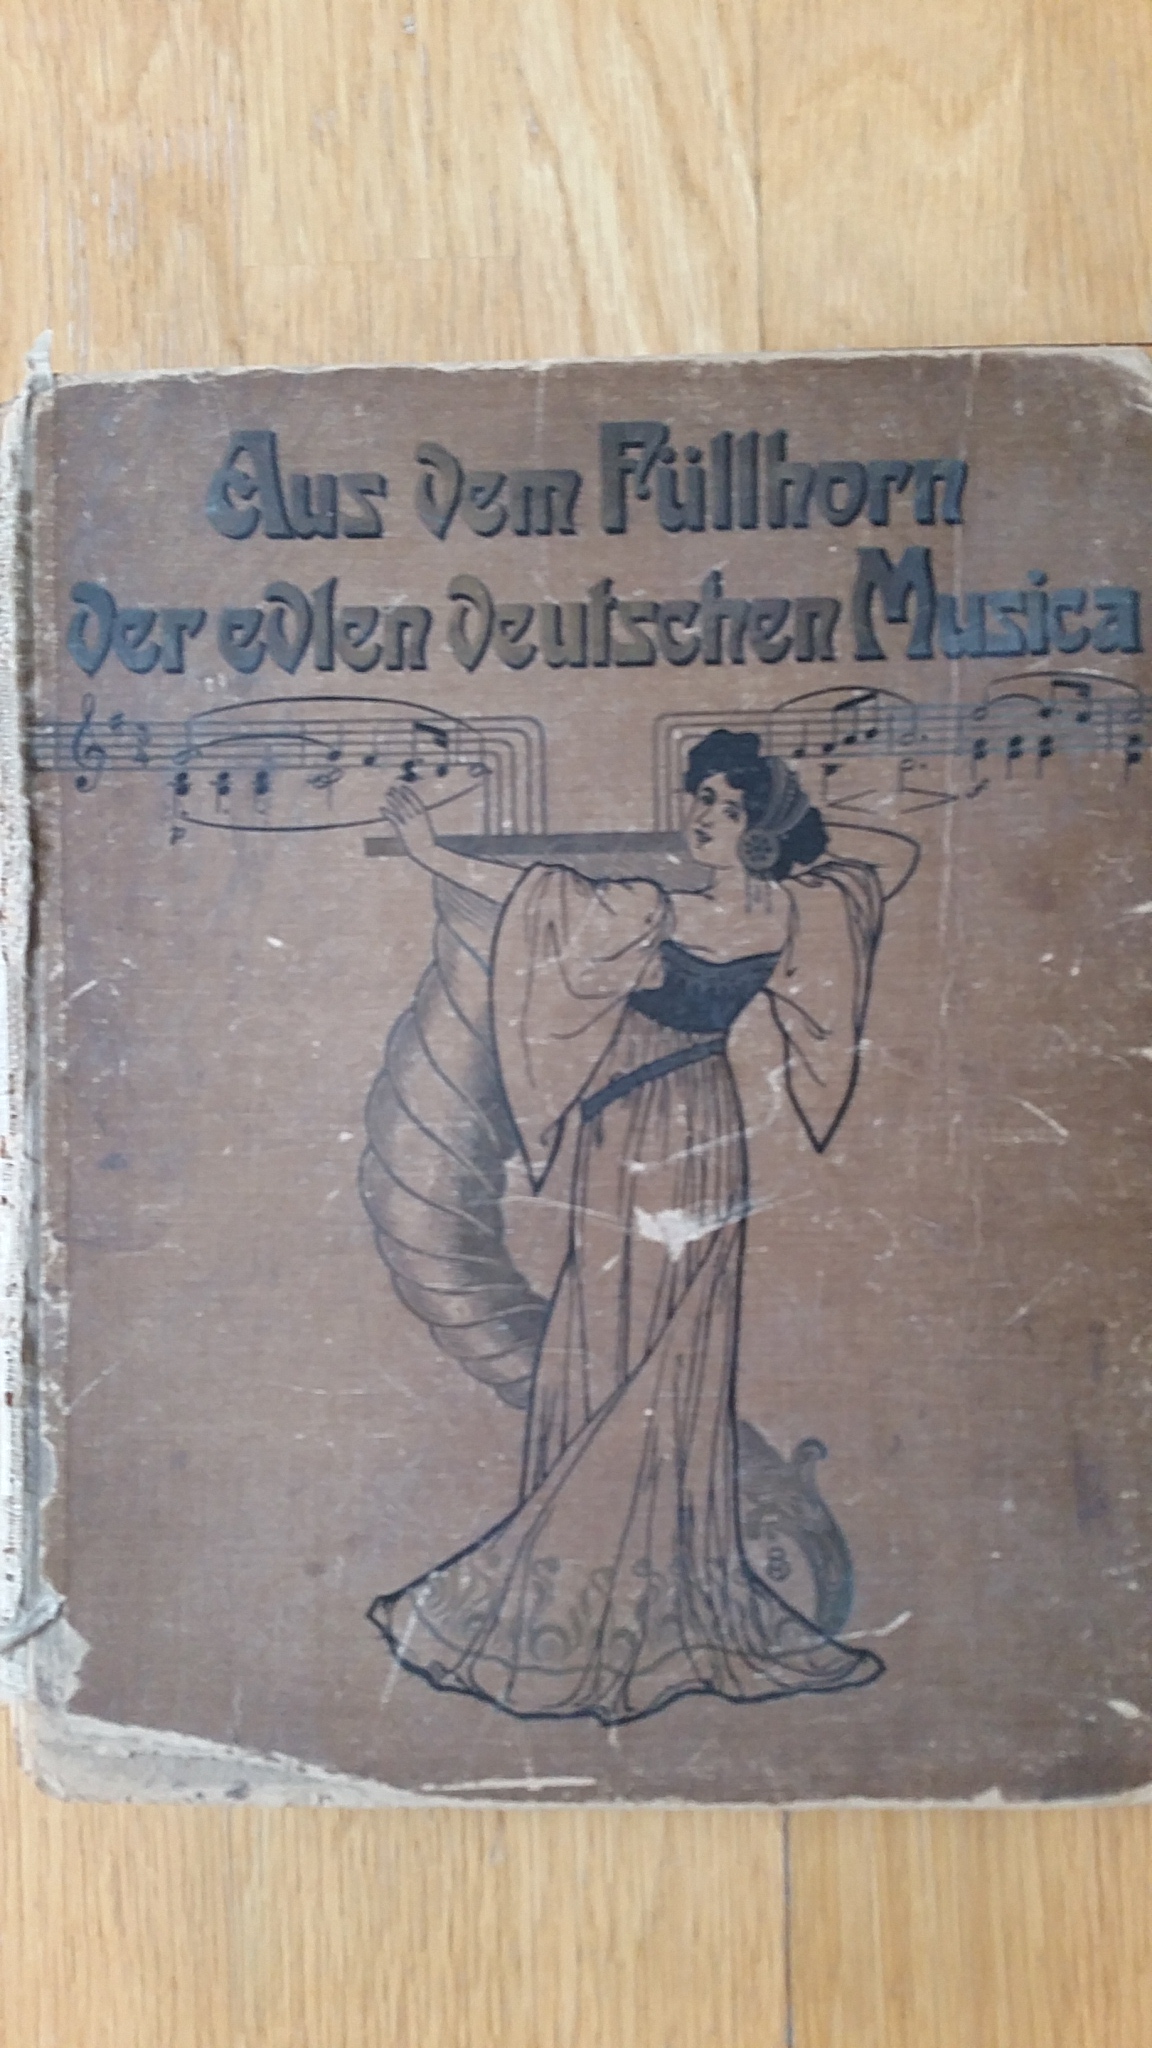 Aus dem Füllhorn
der edlen deutschen Musica